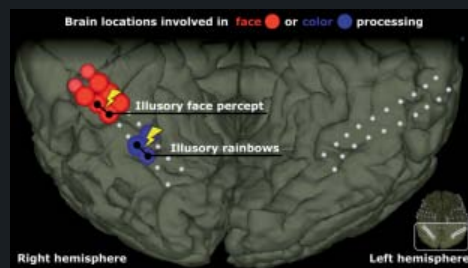 Brain locations involved in face or color processing
Illusory face percept
Illusory rainbows
Right hemisphere
Left hemisphere